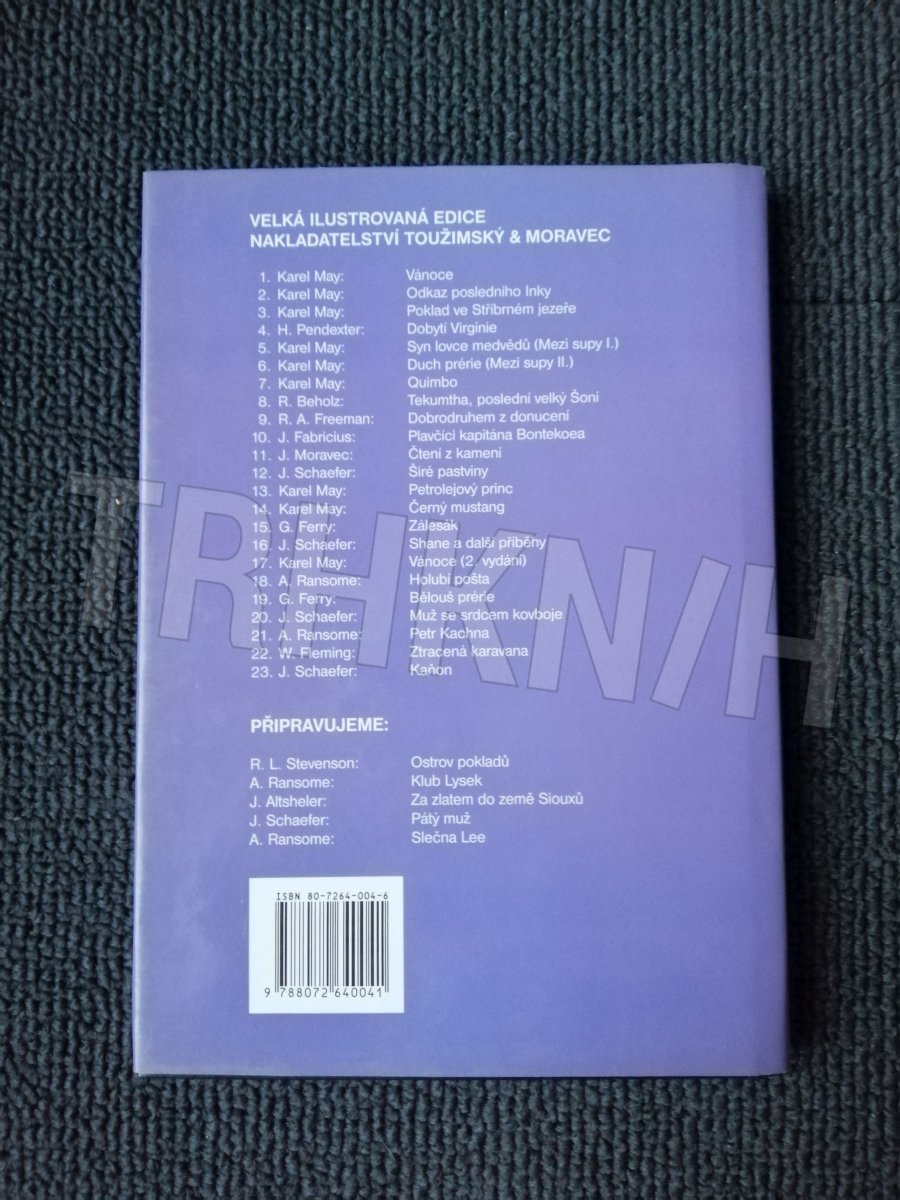 VELKÁ ILUSTROVANÁ EDICE
NAKLADATELSTVÍ TOUŽIMSKÝ & MORAVEC
1. Karel May: Vánoce
2. Karel May: Odkaz posledního Inky
3. Karel May: Poklad ve Stříbrném jezeře
4. H. Pendexter: Dobytí Virginie
5. Karel May: Syn lovce medvědů (Mezi supy I.)
6. Karel May: Duch prérie (Mezi supy II.)
7. Karel May: Quimbo
8. R. Beholz: Tekumtha, poslední velký Šoní
9. R. A. Freeman: Dobrodruhem z donucení
10. J. Fabricius: Plavčíci kapitána Bontekoea
11. J. Moravec: Čtení z kamení
12. J. Schaefer: Širé pastviny
13. Karel May: Petrolejový princ
14. Karel May: Černý mustang
15. G. Ferry: Zálesák
16. J. Schaefer: Shane a další příběhy
17. Karel May: Vánoce (2. vydání)
18. A. Ransome: Holubí pošta
19. G. Ferry: Bělouš prérie
20. J. Schaefer: Muž se srdcem kovboje
21. A. Ransome: Petr Kachna
22. W. Fleming: Ztracená karavana
23. J. Schaefer: Kaňon
TRHKNIH
PŘIPRAVUJEME:
R. L. Stevenson: Ostrov pokladů
A. Ransome: Klub Lysek
J. Altsheler: Za zlatem do země Siouxů
J. Schaefer: Pátý muž
A. Ransome: Slečna Lee
ISBN 80-7264-004-6
9 788072 640041